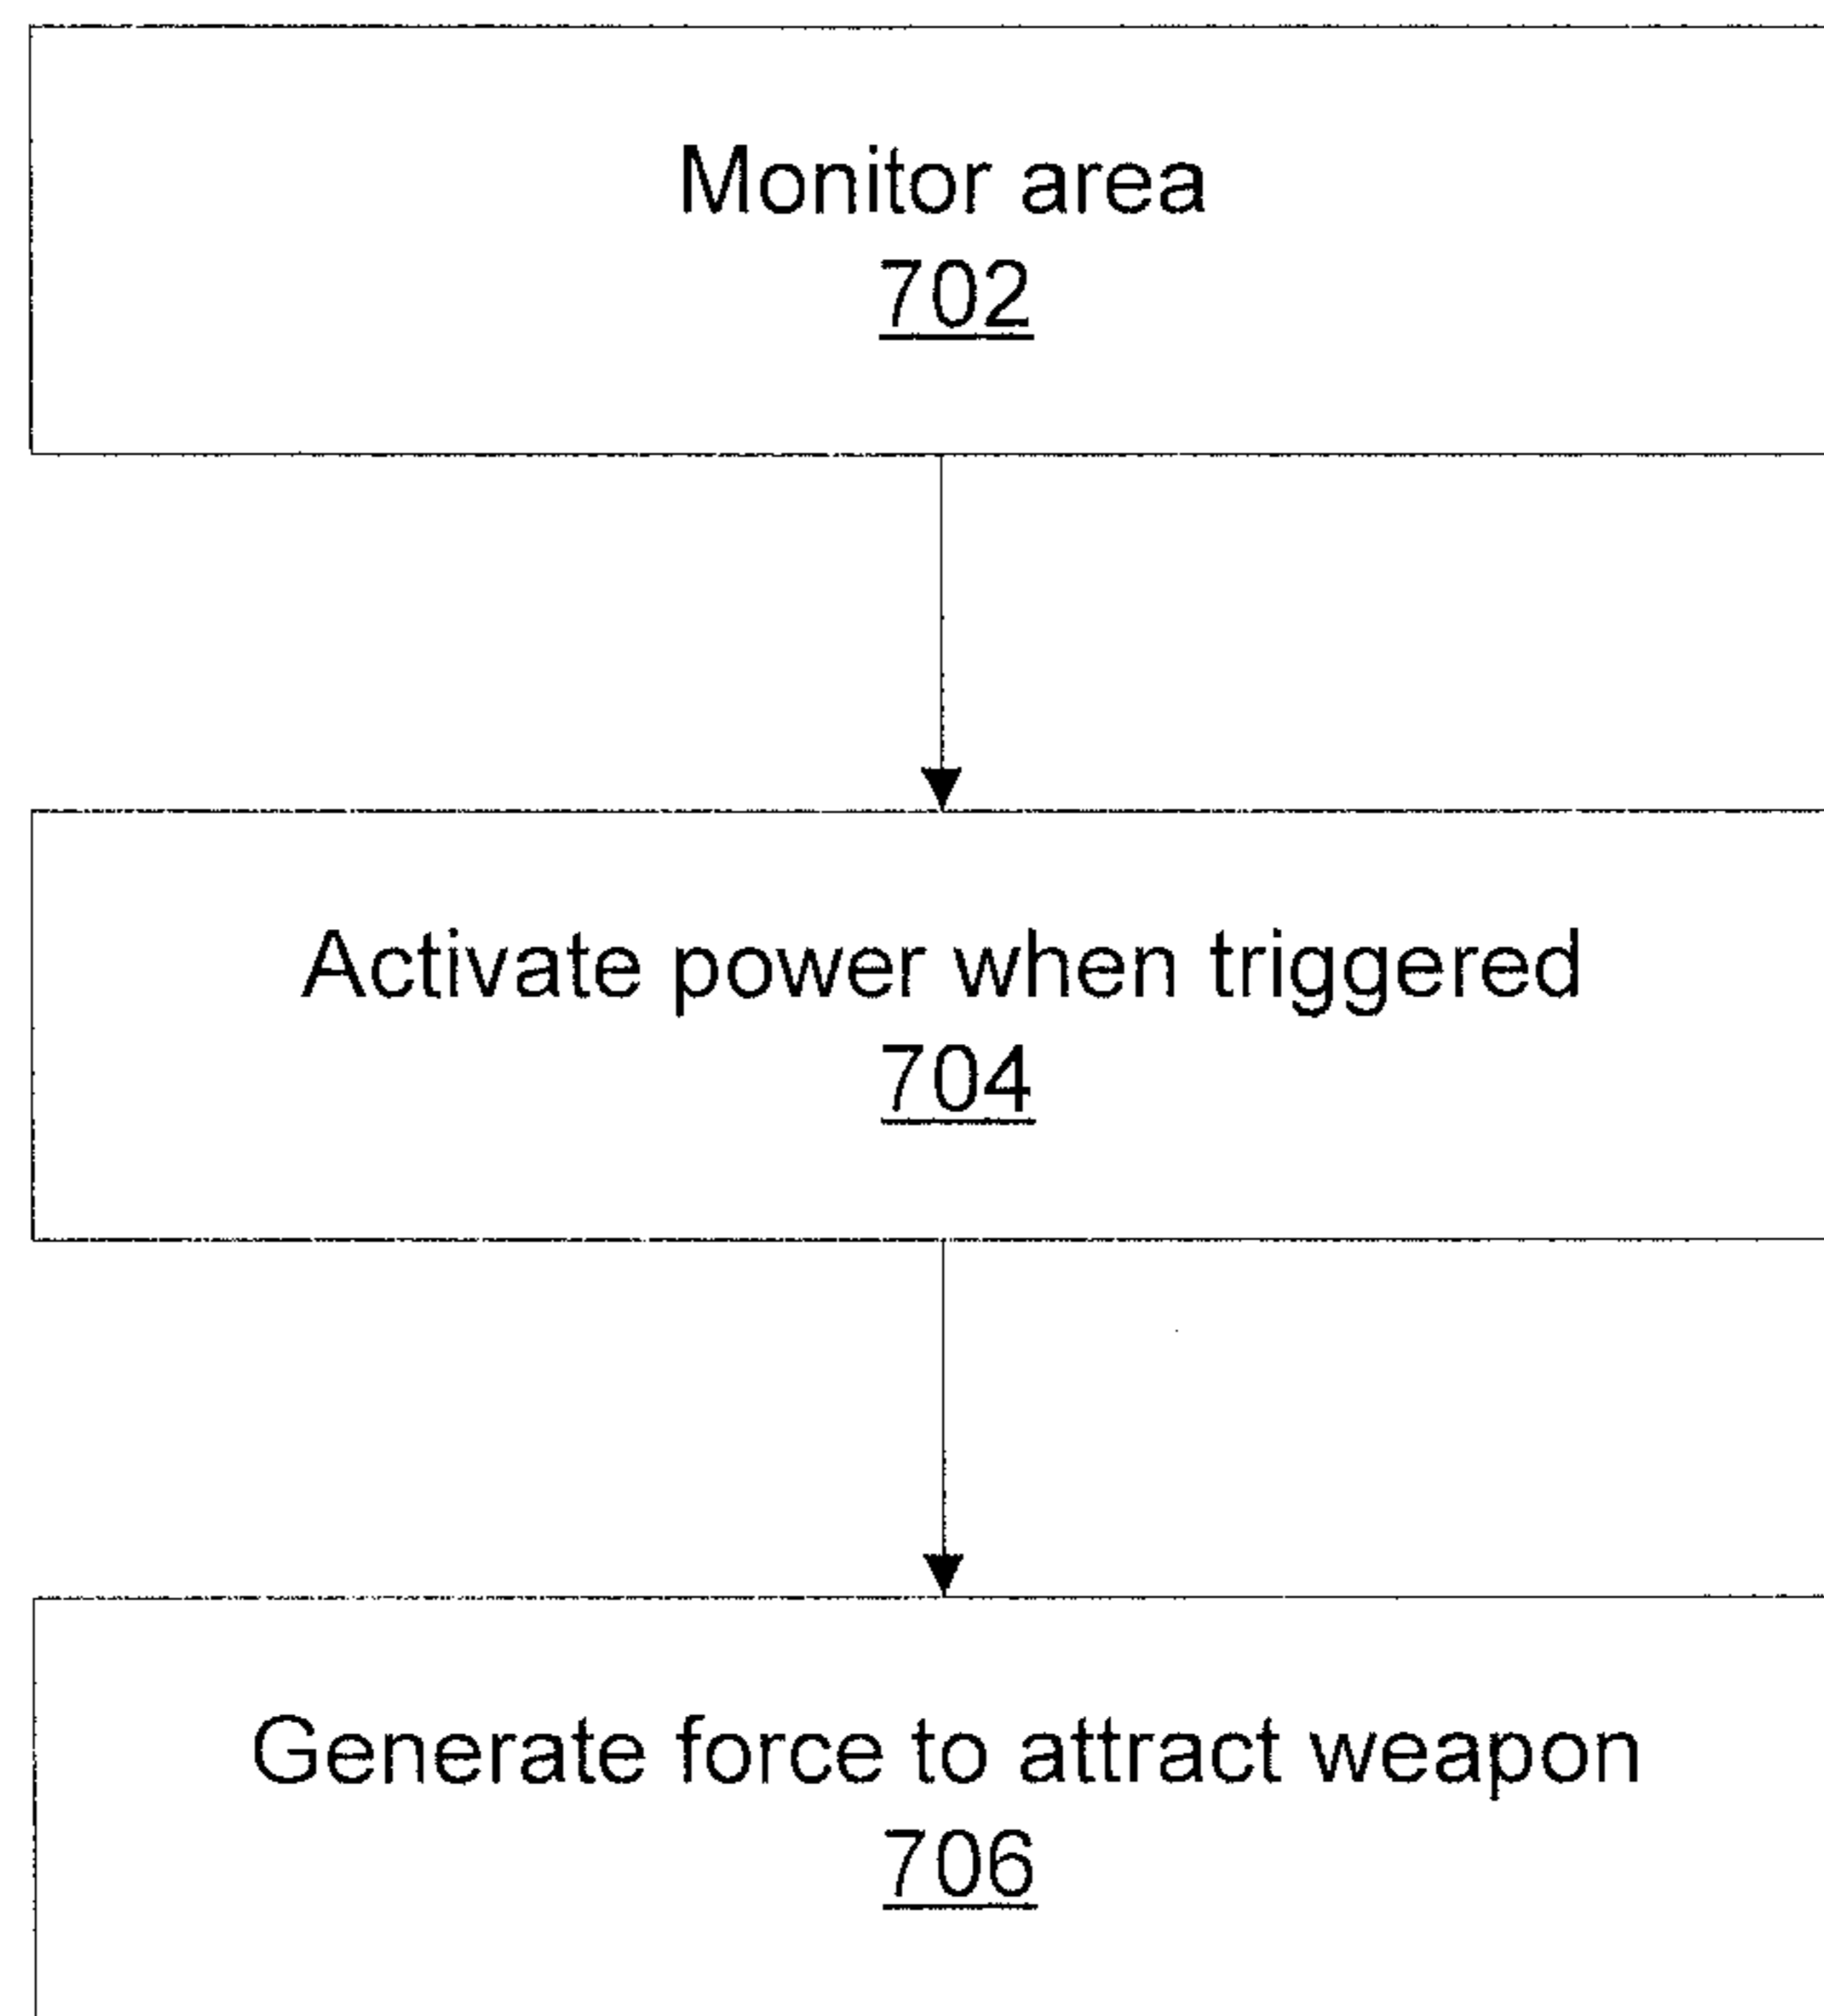 Monitor area
702
Activate power when triggered
704
Generate force to attract weapon
706